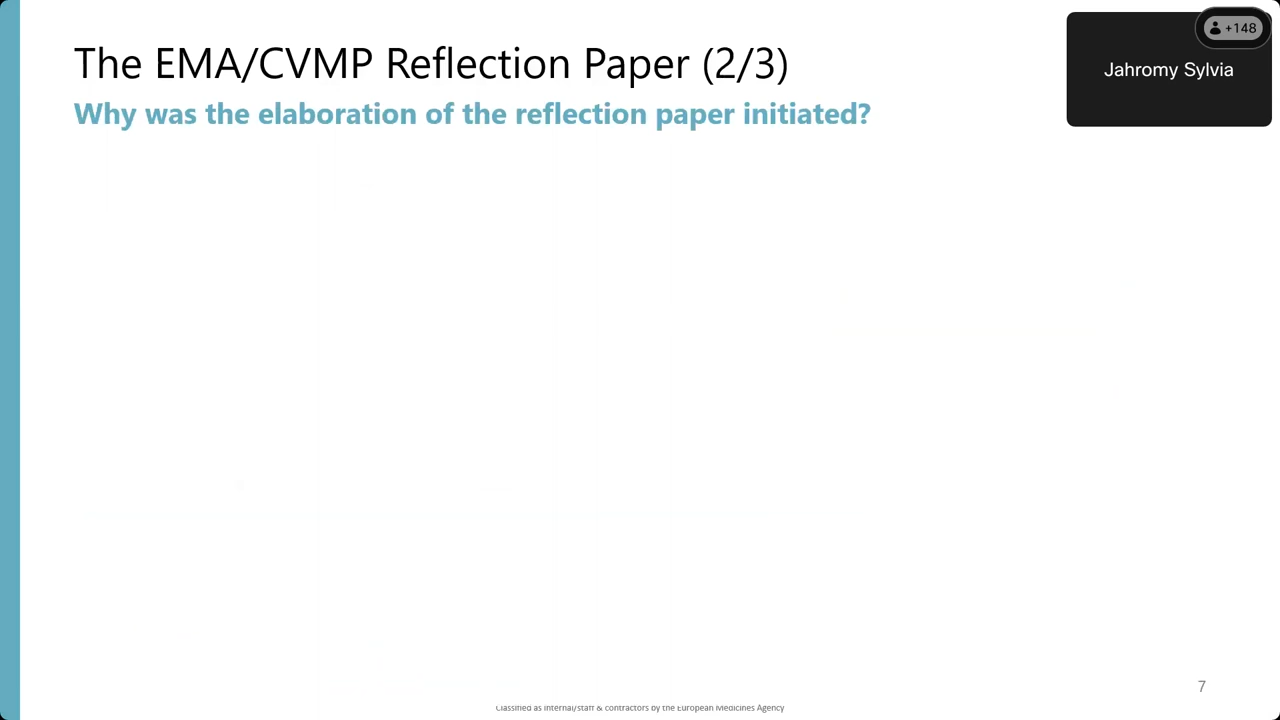 The EMA/CVMP Reflection Paper (2/3)
Why was the elaboration of the reflection paper initiated?
+148
Jahromy Sylvia
7
Classified as internal/staff & contractors by the European Medicines Agency